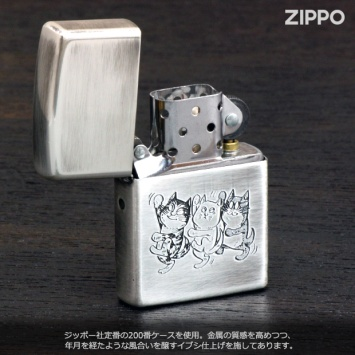 ZIPPO
ジッポー社定番の200番ケースを使用。金属の質感を高めつつ、
年月を経たような風合いを醸すイブシ仕上げを施してあります。